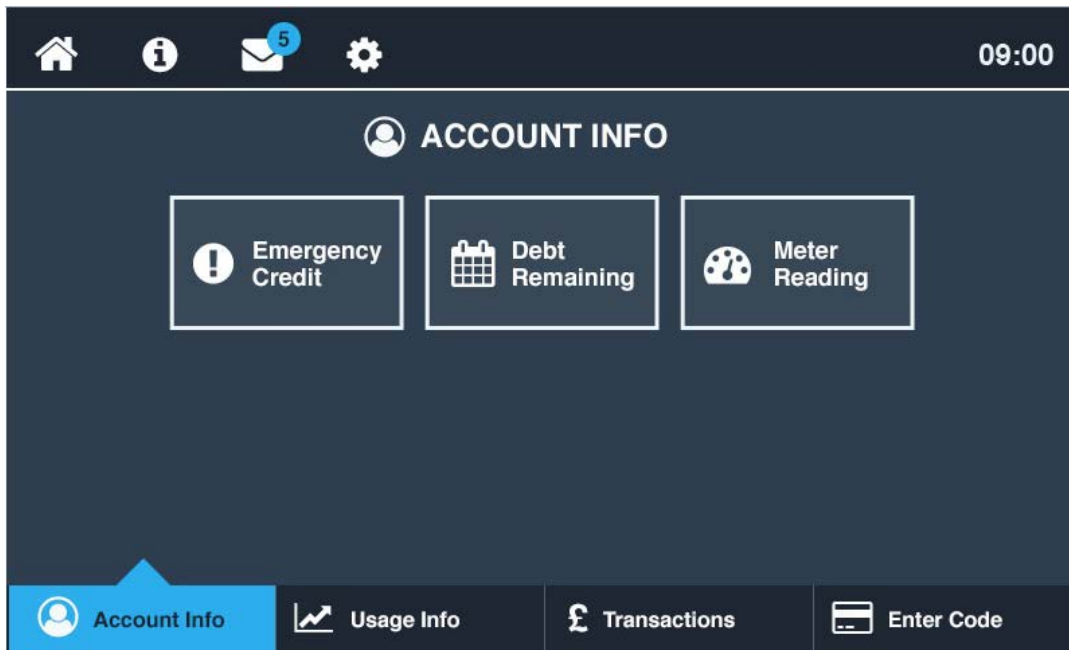 5
09:00
ACCOUNT INFO
Emergency
Credit
Debt
Remaining
Meter
Reading
Account Info
Usage Info
£ Transactions
Enter Code